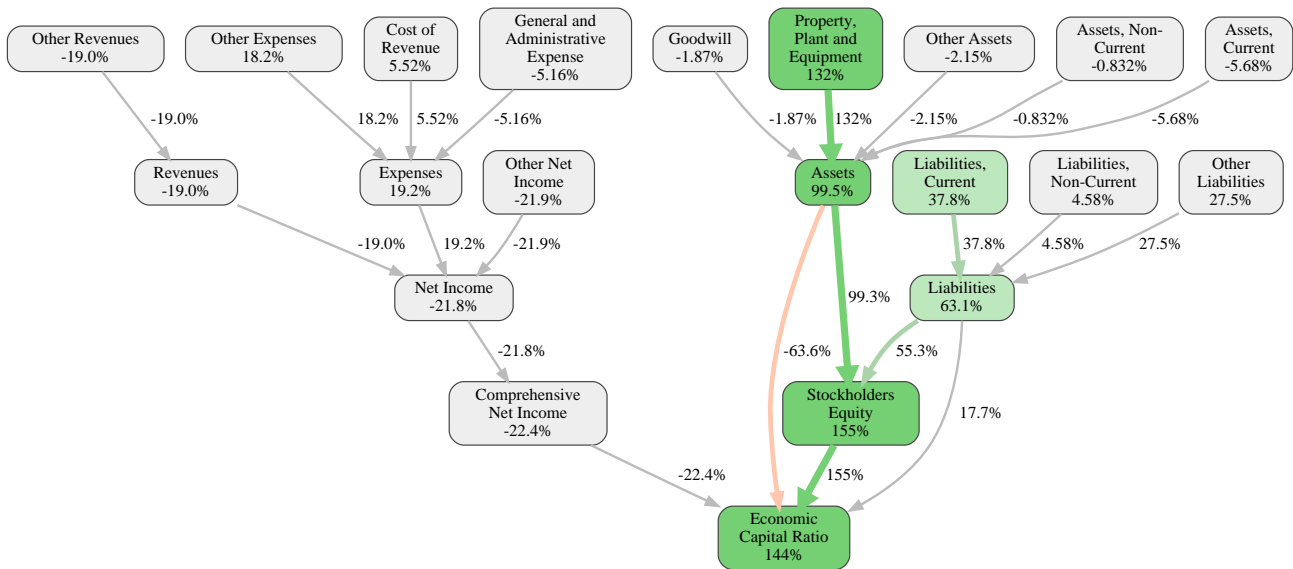 Other Revenues
-19.0%
Other Expenses
18.2%
Cost of
Revenue
5.52%
General and
Administrative
Expense
-5.16%
Goodwill
-1.87%
Property,
Plant and
Equipment
132%
Other Assets
-2.15%
Assets, Non-
Current
-0.832%
Assets,
Current
-5.68%
-19.0%
18.2%
5.52%
-5.16%
-1.87%
132%
-2.15%
-0.832%
-5.68%
Revenues
-19.0%
Expenses
19.2%
Other Net
Income
-21.9%
Assets
99.5%
Liabilities,
Current
37.8%
Liabilities,
Non-Current
4.58%
Other
Liabilities
27.5%
-19.0%
19.2%
-21.9%
37.8%
4.58%
27.5%
Net Income
-21.8%
99.3%
Liabilities
63.1%
-21.8%
-63.6%
55.3%
Comprehensive
Net Income
-22.4%
Stockholders
Equity
155%
17.7%
-22.4%
155%
Economic
Capital Ratio
144%